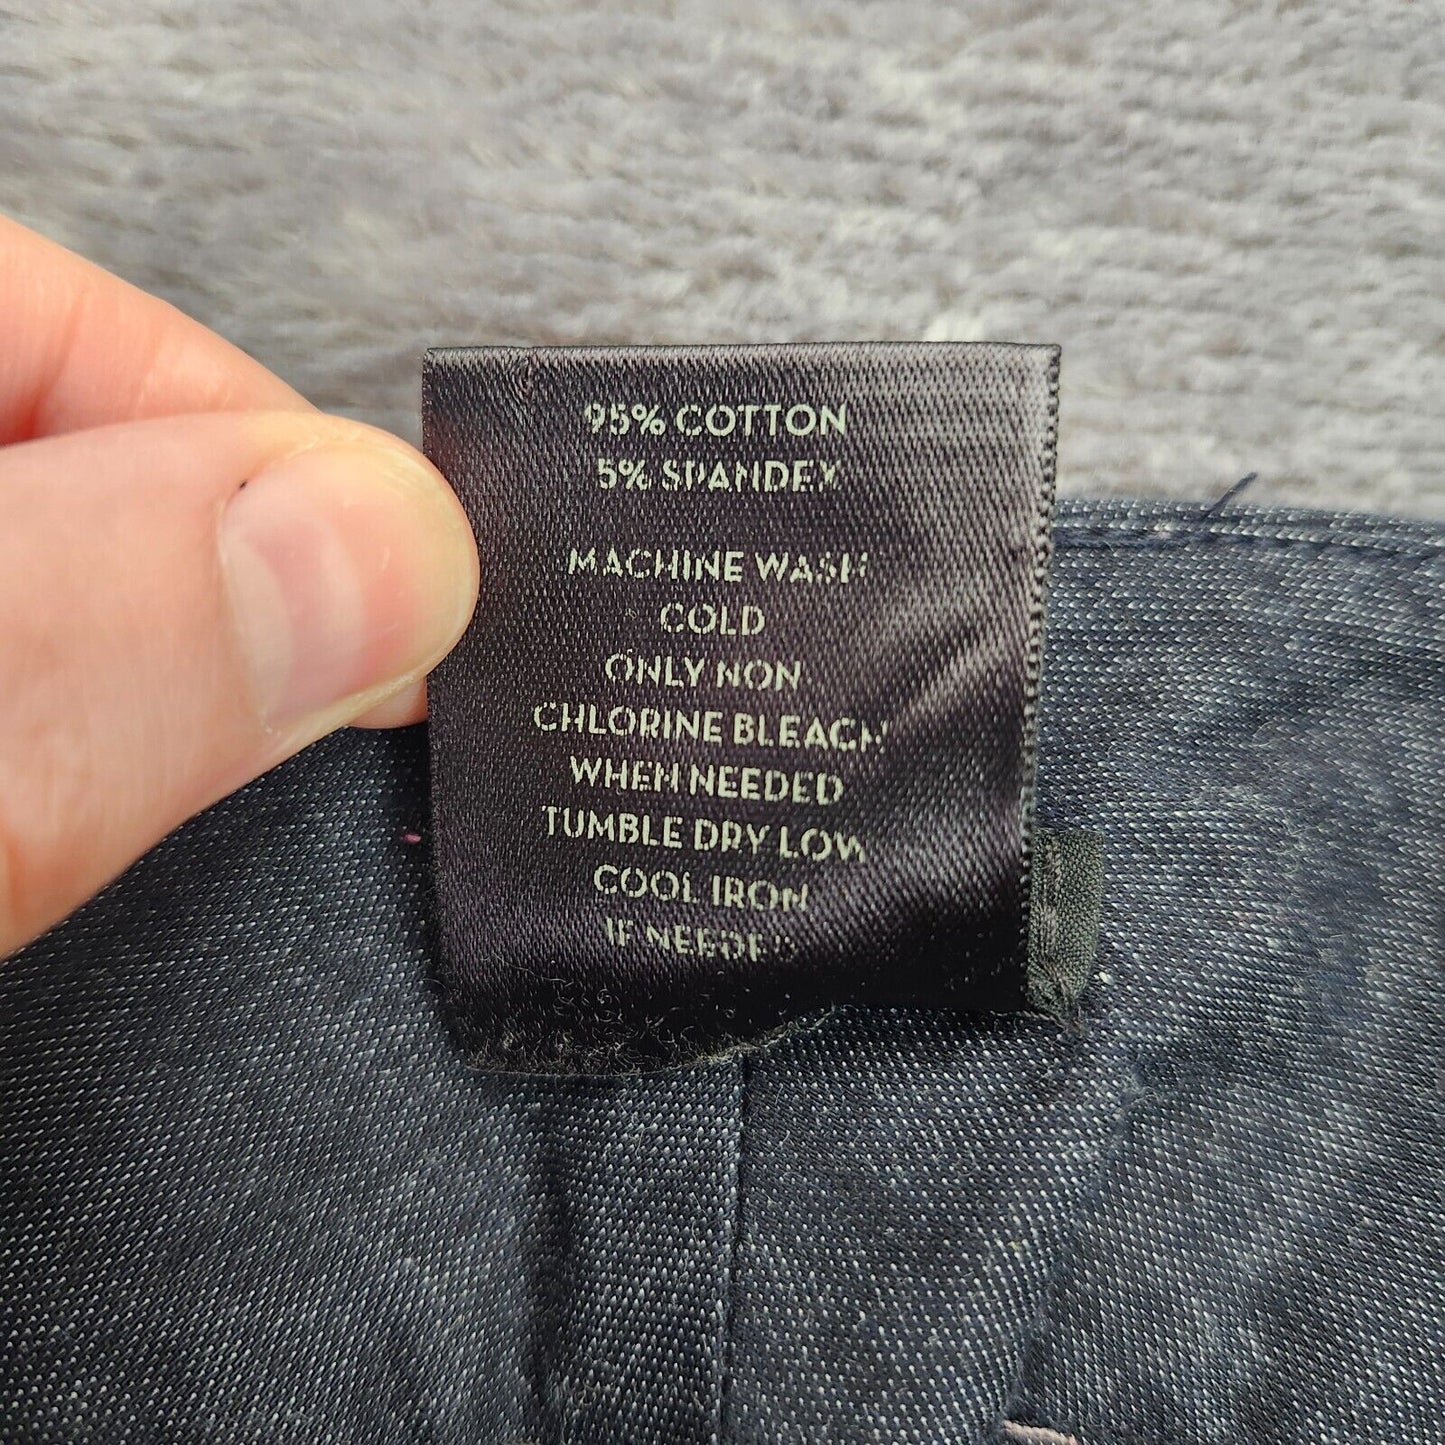 95% COTTON
5% SPANDEX
MACHINE WASH
COLD
ONLY NON
CHLORINE BLEACH
WHEN NEEDED
TUMBLE DRY LOW
COOL IRON
IF NEEDED